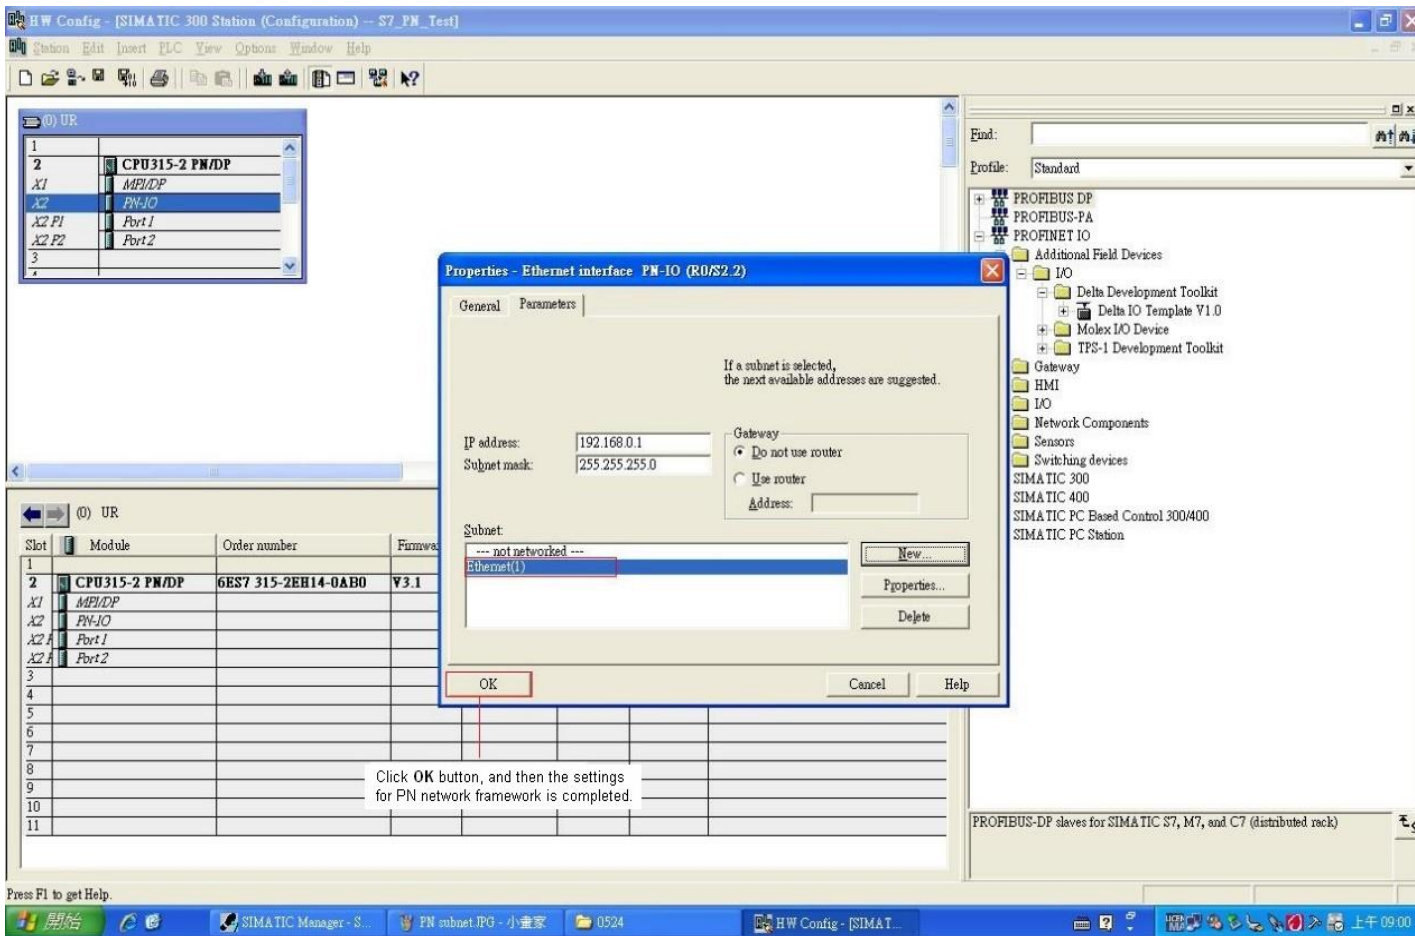 HW Config - [SIMATIC 300 Station (Configuration) -- S7_PN_Test]
Station Edit Insert PLC View Options Window Help
(0) UR
1
2 CPU315-2 PN/DP
X1 MPI/DP
X2 PN-IO
X2 P1 Port 1
X2 P2 Port 2
3
Find:
Profile: Standard
PROFIBUS DP
PROFIBUS-PA
PROFINET IO
Additional Field Devices
I/O
Delta Development Toolkit
Delta IO Template V1.0
Molex I/O Device
TPS-1 Development Toolkit
Gateway
HMI
I/O
Network Components
Sensors
Switching devices
SIMATIC 300
SIMATIC 400
SIMATIC PC Based Control 300/400
SIMATIC PC Station
Properties - Ethernet interface PN-IO (R0/S2.2)
General Parameters
If a subnet is selected,
the next available addresses are suggested.
IP address: 192.168.0.1
Subnet mask: 255.255.255.0
Gateway
Do not use router
Use router
Address:
Subnet:
--- not networked ---
Ethernet(1)
New...
Properties...
Delete
OK Cancel Help
(0) UR
Slot Module Order number Firmwa
1
2 CPU315-2 PN/DP 6ES7 315-2EH14-0AB0 V3.1
X1 MPI/DP
X2 PN-IO
X2 P Port 1
X2 P Port 2
3
4
5
6
7
8
9
10
11
Click OK button, and then the settings
for PN network framework is completed.
PROFIBUS-DP slaves for SIMATIC S7, M7, and C7 (distributed rack)
Press F1 to get Help.
開始 SIMATIC Manager - S... PN subnet.JPG - 小畫家 0524 HW Config - [SIMAT... 上午 09:00